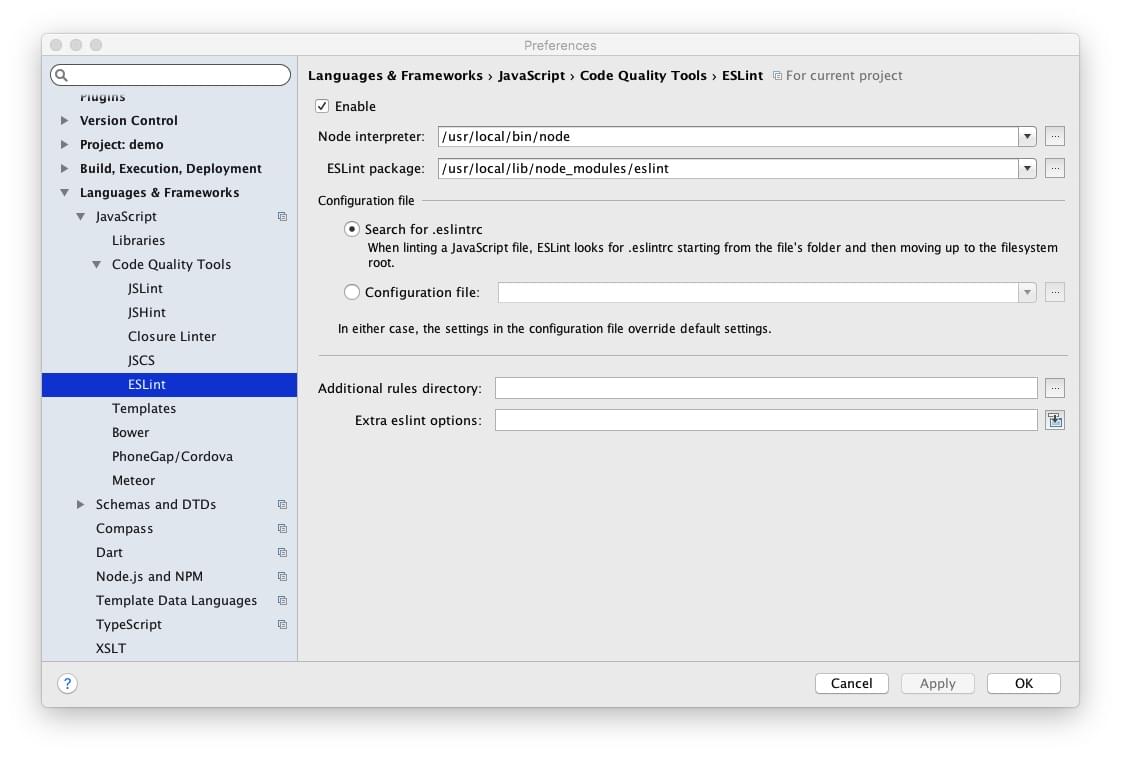 Preferences
Plugins
Version Control
Project: demo
Build, Execution, Deployment
Languages & Frameworks
JavaScript
Libraries
Code Quality Tools
JSLint
JSHint
Closure Linter
JSCS
ESLint
Templates
Bower
PhoneGap/Cordova
Meteor
Schemas and DTDs
Compass
Dart
Node.js and NPM
Template Data Languages
TypeScript
XSLT
Languages & Frameworks › JavaScript › Code Quality Tools › ESLint For current project
Enable
Node interpreter: /usr/local/bin/node ...
ESLint package: /usr/local/lib/node_modules/eslint ...
Configuration file
Search for .eslintrc
When linting a JavaScript file, ESLint looks for .eslintrc starting from the file's folder and then moving up to the filesystem
root.
Configuration file: ...
In either case, the settings in the configuration file override default settings.
Additional rules directory: ...
Extra eslint options:
? Cancel Apply OK